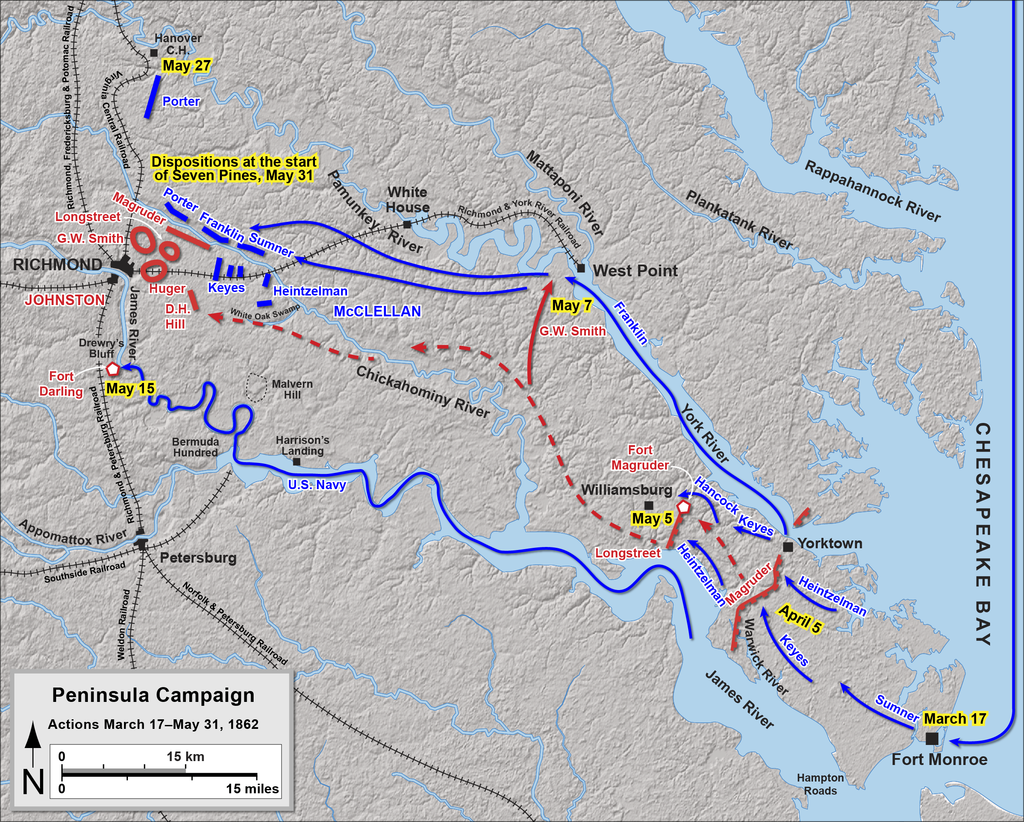 Hanover
C.H.
May 27
Porter
Richmond, Fredericksburg & Potomac Railroad
Virginia Central Railroad
Dispositions at the start
of Seven Pines, May 31
Rappahannock River
Plankatank River
Mattaponi River
Pamunkey River
White
House
Richmond & York River Railroad
Porter
Franklin
Sumner
Magruder
Longstreet
G.W. Smith
RICHMOND
JOHNSTON
Huger
D.H.
Hill
Keyes
Heintzelman
White Oak Swamp
McCLELLAN
West Point
May 7
G.W. Smith
Franklin
James River
Drewry's
Bluff
Fort
Darling
May 15
Malvern
Hill
Chickahominy River
York River
Richmond & Petersburg Railroad
Bermuda
Hundred
Harrison's
Landing
U.S. Navy
Fort
Magruder
Williamsburg
May 5
Hancock
Keyes
Longstreet
Heintzelman
Yorktown
Magruder
Heintzelman
April 5
Keyes
Warwick River
CHESAPEAKE BAY
Appomattox River
Petersburg
Southside Railroad
Norfolk & Petersburg Railroad
Weldon Railroad
James River
Sumner
March 17
Fort Monroe
Hampton
Roads
Peninsula Campaign
Actions March 17–May 31, 1862
N
0
15 km
0
15 miles